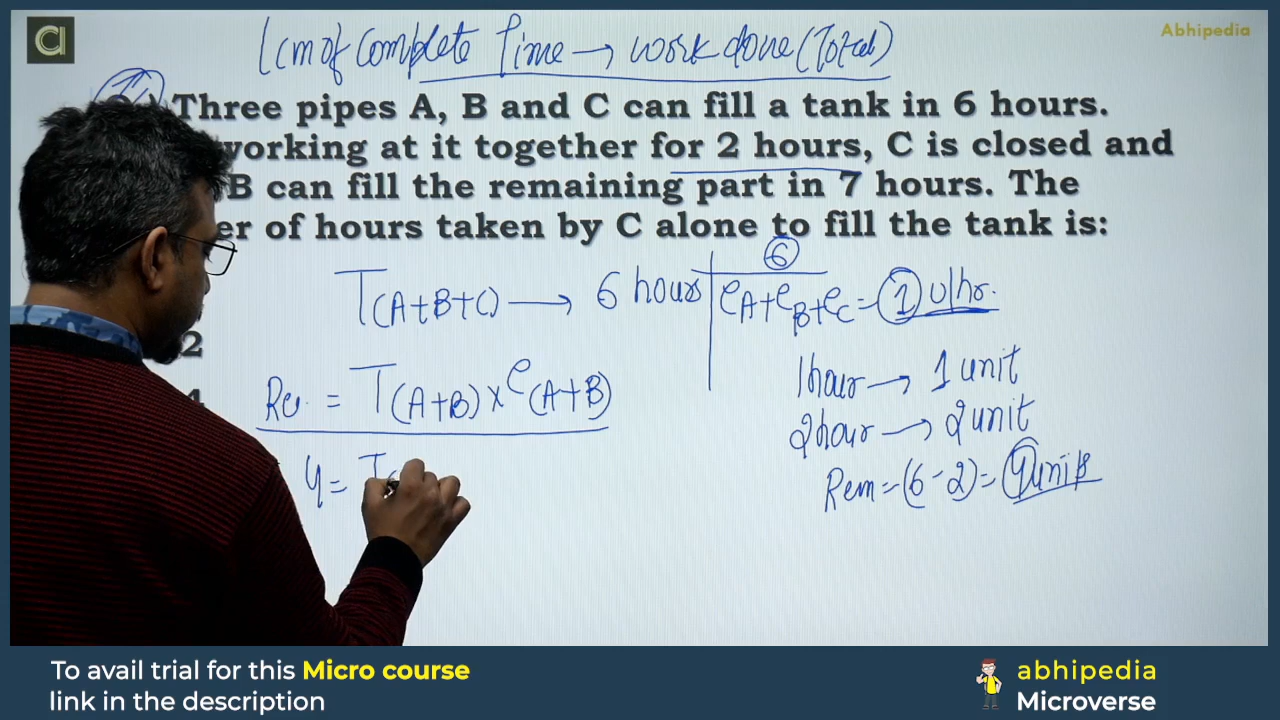 Lcm of Complete Time → work done (Total)
Abhipedia
Three pipes A, B and C can fill a tank in 6 hours.
working at it together for 2 hours, C is closed and
B can fill the remaining part in 7 hours. The
er of hours taken by C alone to fill the tank is:
T(A+B+C) → 6 hours
6
eA+eB+eC = 1 u/hr.
2
1 hour → 1 unit
Re. = T(A+B) × e(A+B)
2 hour → 2 unit
4 = T
Rem = (6-2) = 4 units
To avail trial for this Micro course
link in the description
abhipedia
Microverse